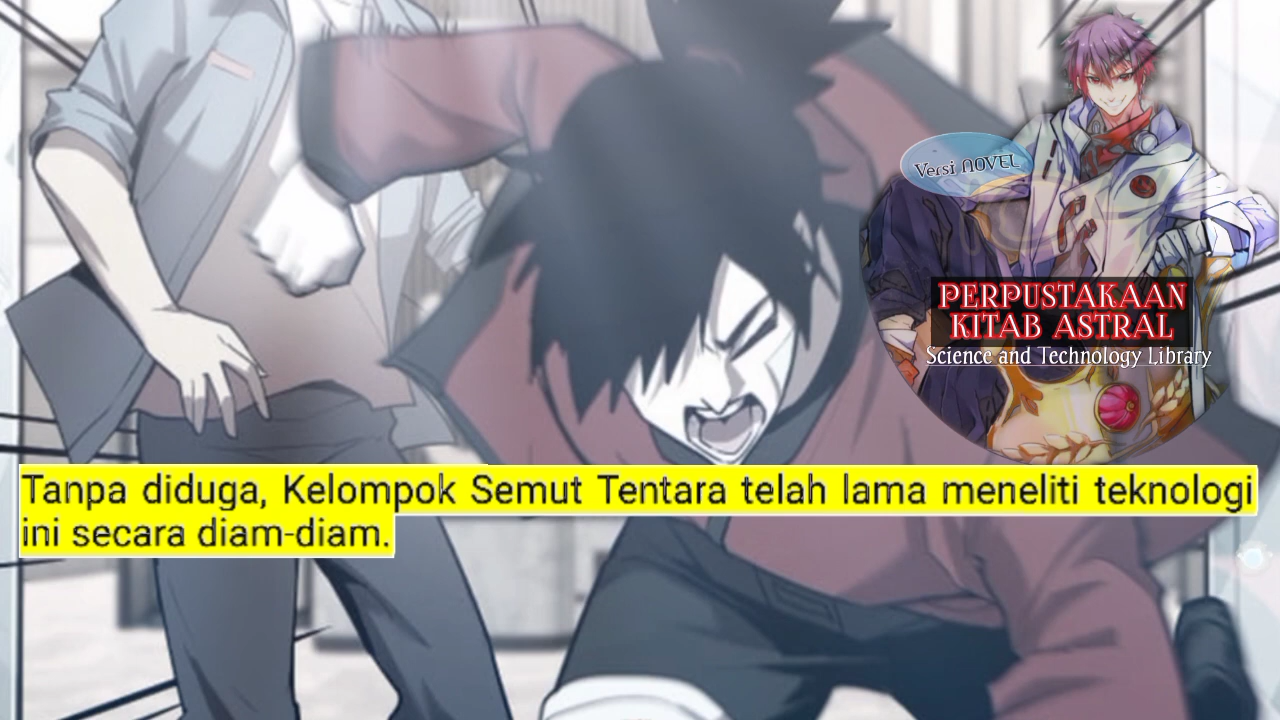 Versi NOVEL
PERPUSTAKAAN
KITAB ASTRAL
Science and Technology Library
Tanpa diduga, Kelompok Semut Tentara telah lama meneliti teknologi
ini secara diam-diam.